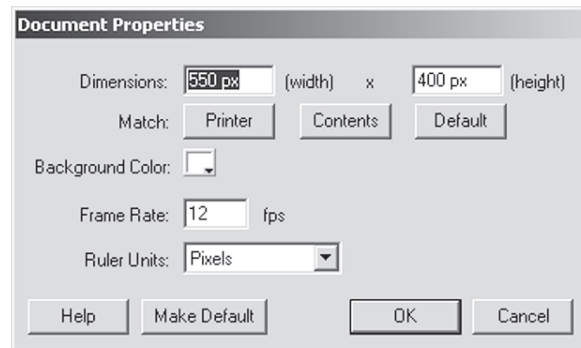 Document Properties
Dimensions: 550 px (width) x 400 px (height)
Match: Printer Contents Default
Background Color:
Frame Rate: 12 fps
Ruler Units: Pixels
Help Make Default OK Cancel